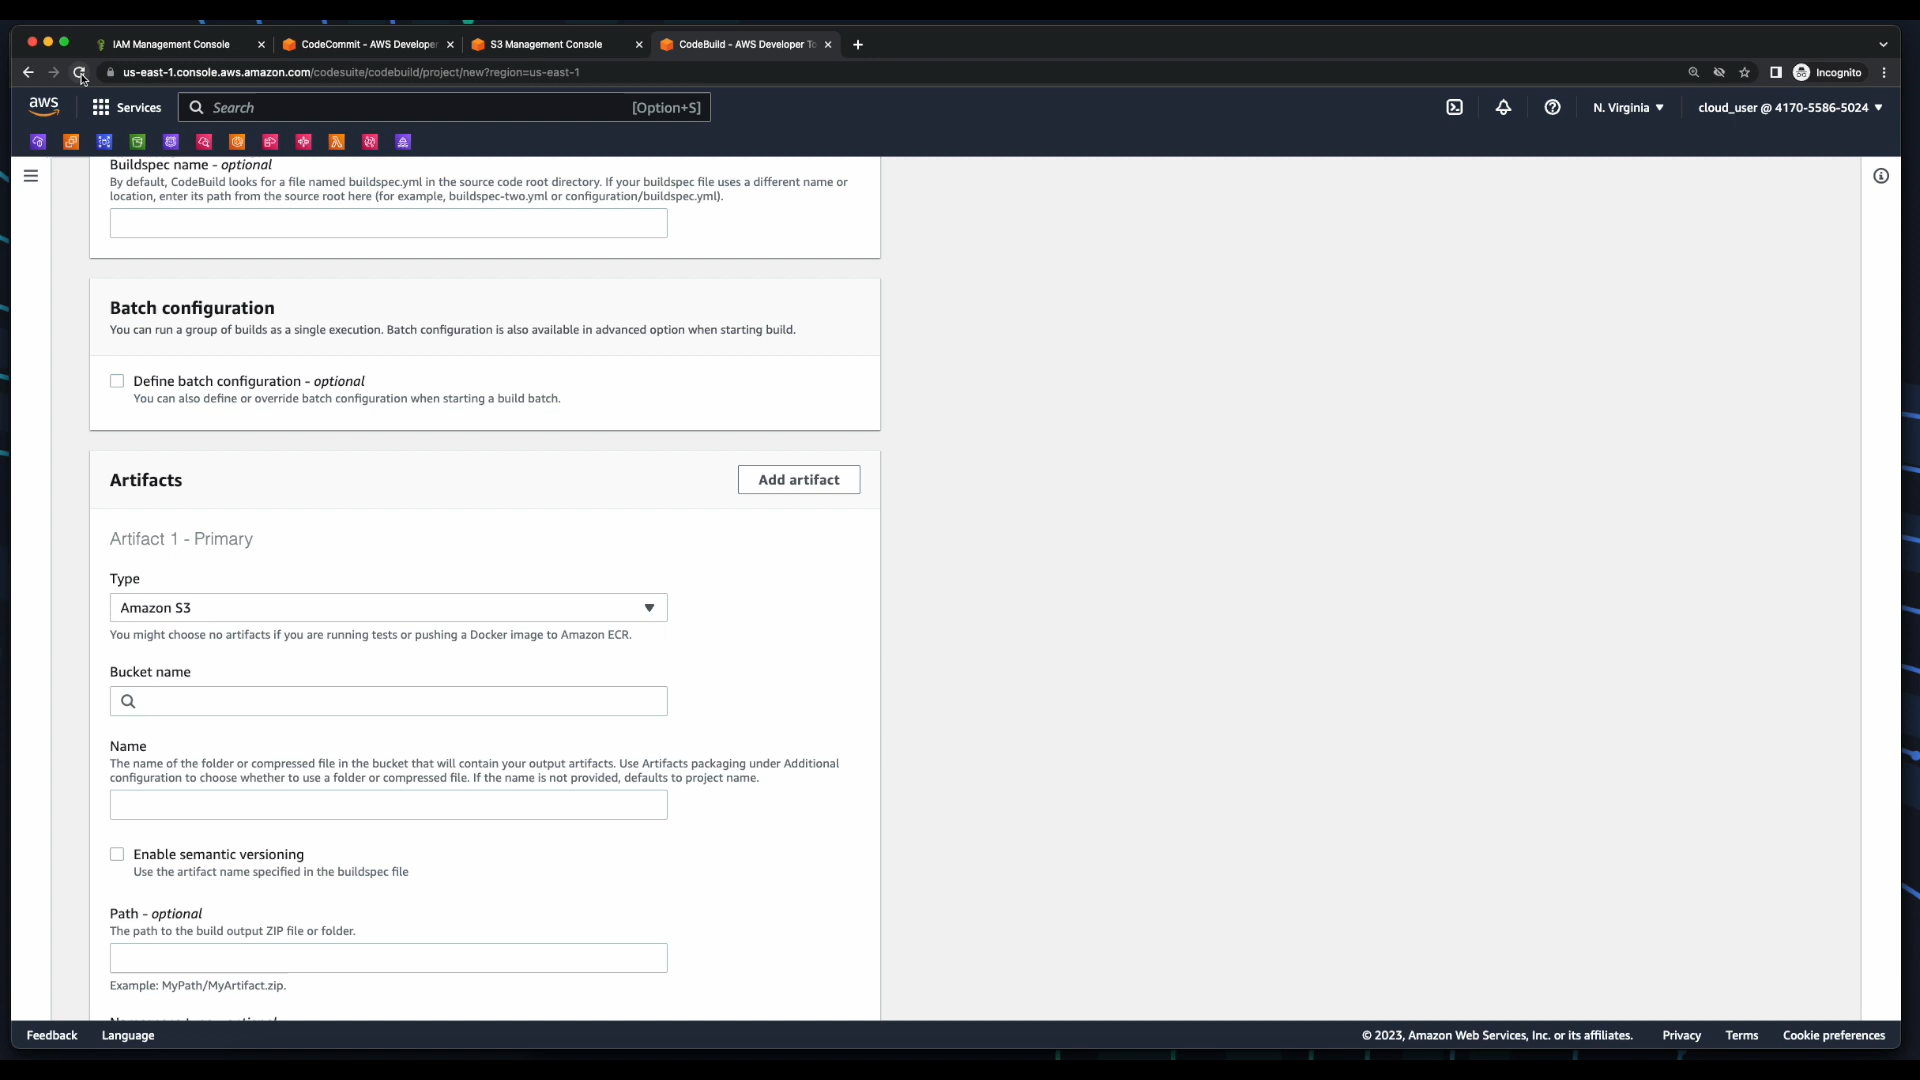 IAM Management Console
CodeCommit - AWS Developer
S3 Management Console
CodeBuild - AWS Developer To
us-east-1.console.aws.amazon.com/codesuite/codebuild/project/new?region=us-east-1
Incognito
aws
Services
Search
[Option+S]
N. Virginia
cloud_user @ 4170-5586-5024
Buildspec name - optional
By default, CodeBuild looks for a file named buildspec.yml in the source code root directory. If your buildspec file uses a different name or
location, enter its path from the source root here (for example, buildspec-two.yml or configuration/buildspec.yml).
Batch configuration
You can run a group of builds as a single execution. Batch configuration is also available in advanced option when starting build.
Define batch configuration - optional
You can also define or override batch configuration when starting a build batch.
Artifacts
Add artifact
Artifact 1 - Primary
Type
Amazon S3
You might choose no artifacts if you are running tests or pushing a Docker image to Amazon ECR.
Bucket name
Name
The name of the folder or compressed file in the bucket that will contain your output artifacts. Use Artifacts packaging under Additional
configuration to choose whether to use a folder or compressed file. If the name is not provided, defaults to project name.
Enable semantic versioning
Use the artifact name specified in the buildspec file
Path - optional
The path to the build output ZIP file or folder.
Example: MyPath/MyArtifact.zip.
Feedback
Language
© 2023, Amazon Web Services, Inc. or its affiliates.
Privacy
Terms
Cookie preferences